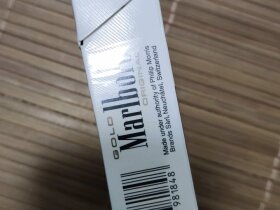 GOLD
Marlboro
ORIGINAL
Made under authority of Philip Morris
Brands Sàrl, Neuchâtel, Switzerland
981848